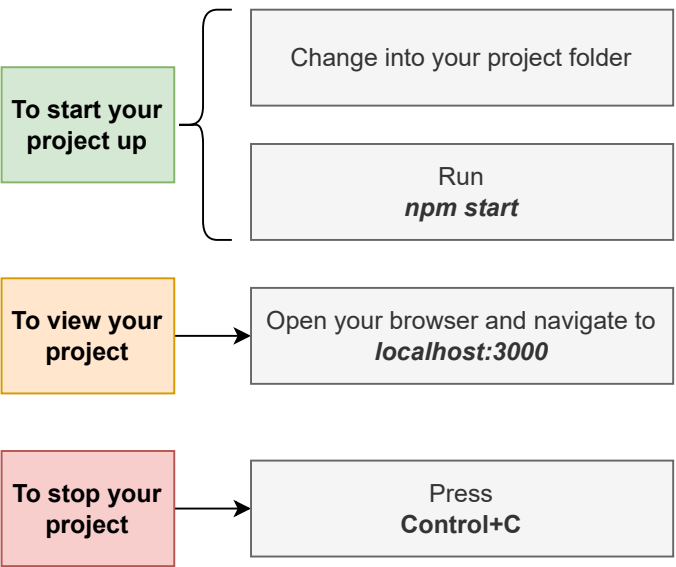 To start your
project up
Change into your project folder
Run
npm start
To view your
project
Open your browser and navigate to
localhost:3000
To stop your
project
Press
Control+C